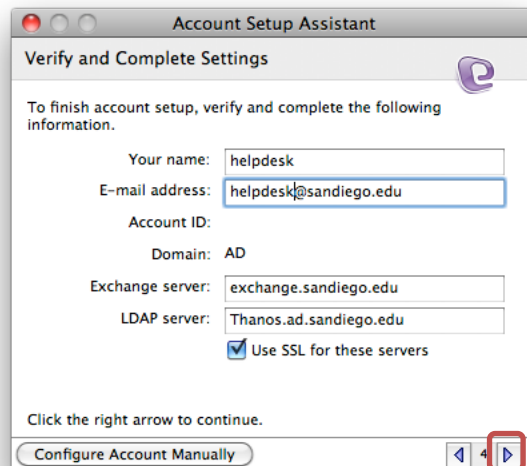 Account Setup Assistant
Verify and Complete Settings
To finish account setup, verify and complete the following
information.
Your name: helpdesk
E-mail address: helpdesk@sandiego.edu
Account ID:
Domain: AD
Exchange server: exchange.sandiego.edu
LDAP server: Thanos.ad.sandiego.edu
Use SSL for these servers
Click the right arrow to continue.
Configure Account Manually 4